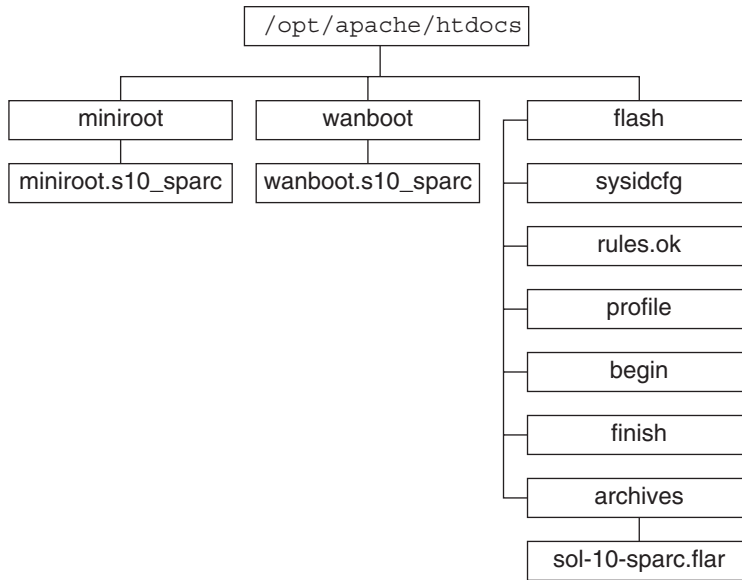 /opt/apache/htdocs
miniroot
wanboot
flash
miniroot.s10_sparc
wanboot.s10_sparc
sysidcfg
rules.ok
profile
begin
finish
archives
sol-10-sparc.flar